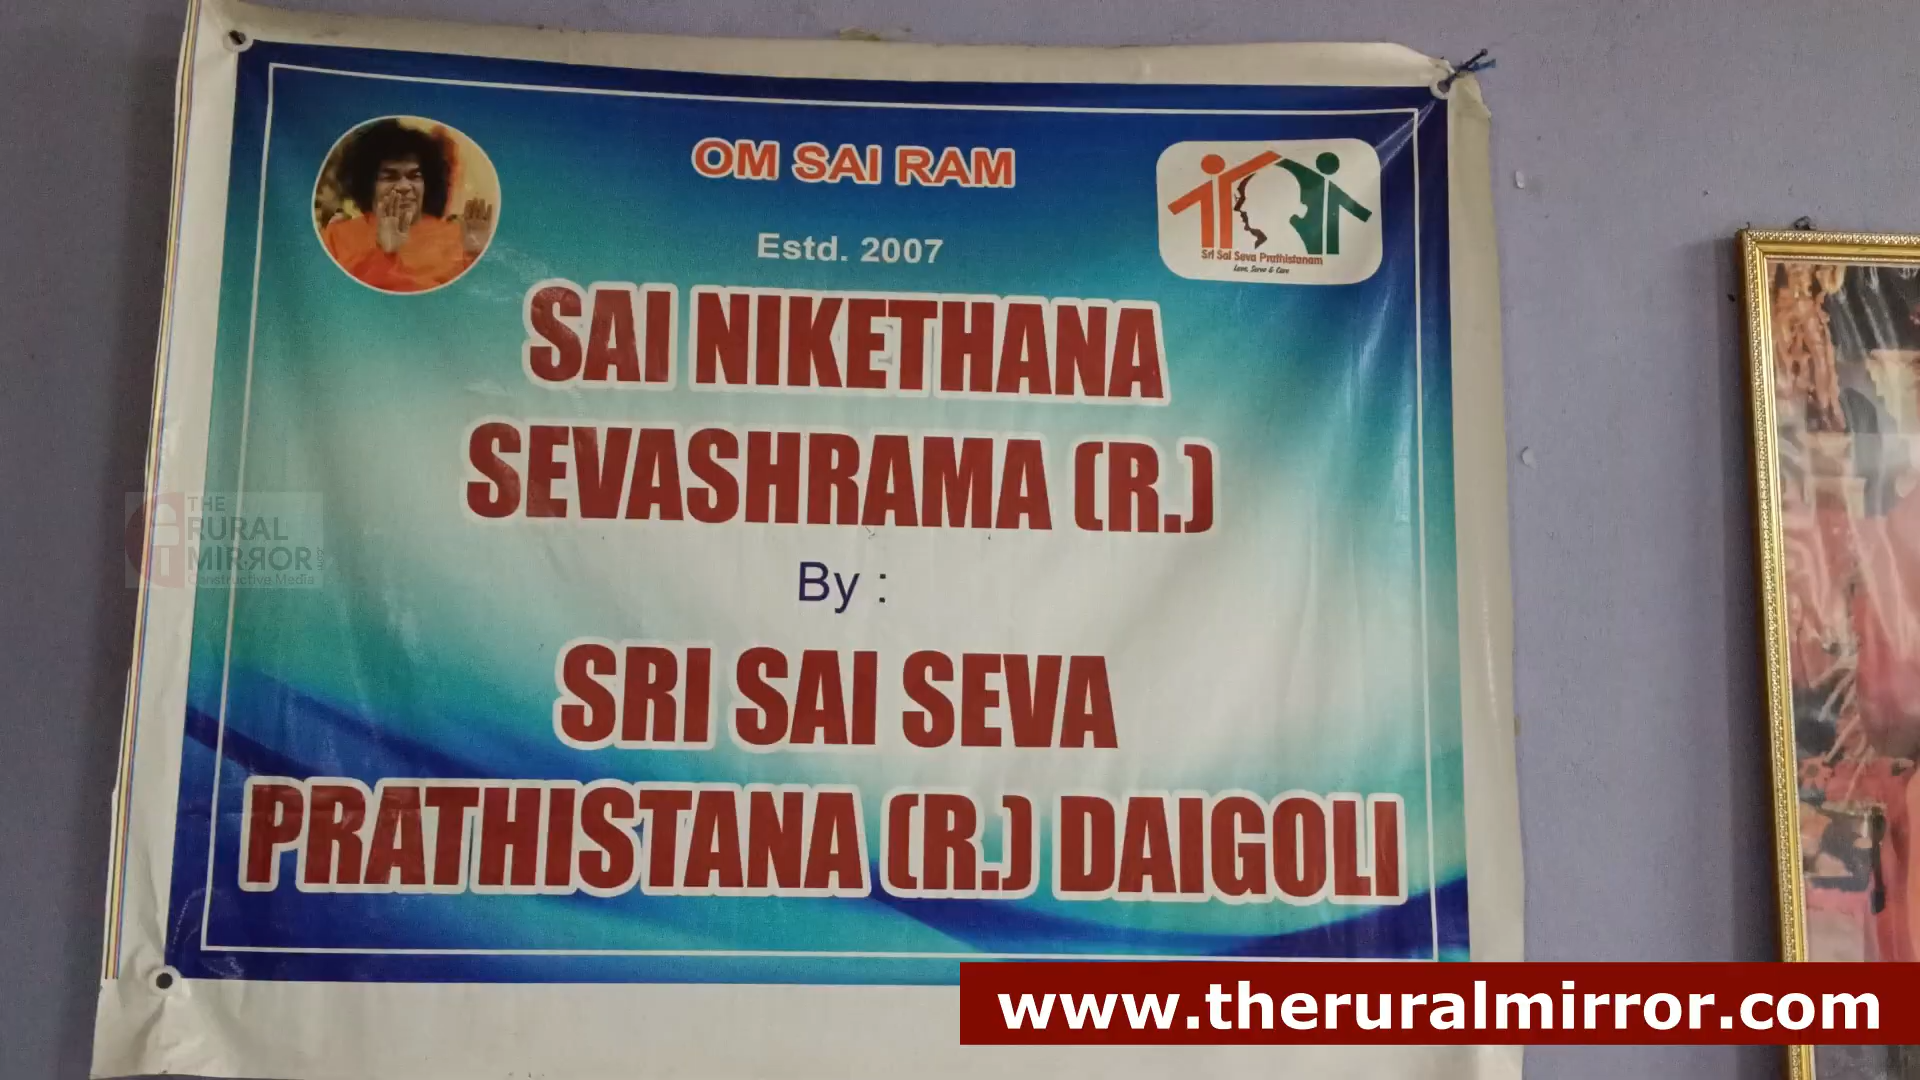 OM SAI RAM
Estd. 2007
Sri Sai Seva Prathistanam
Love, Serve & Care
SAI NIKETHANA
SEVASHRAMA (R.)
By :
SRI SAI SEVA
PRATHISTANA (R.) DAIGOLI
THE
RURAL
MIRROR
Constructive Media
www.theruralmirror.com